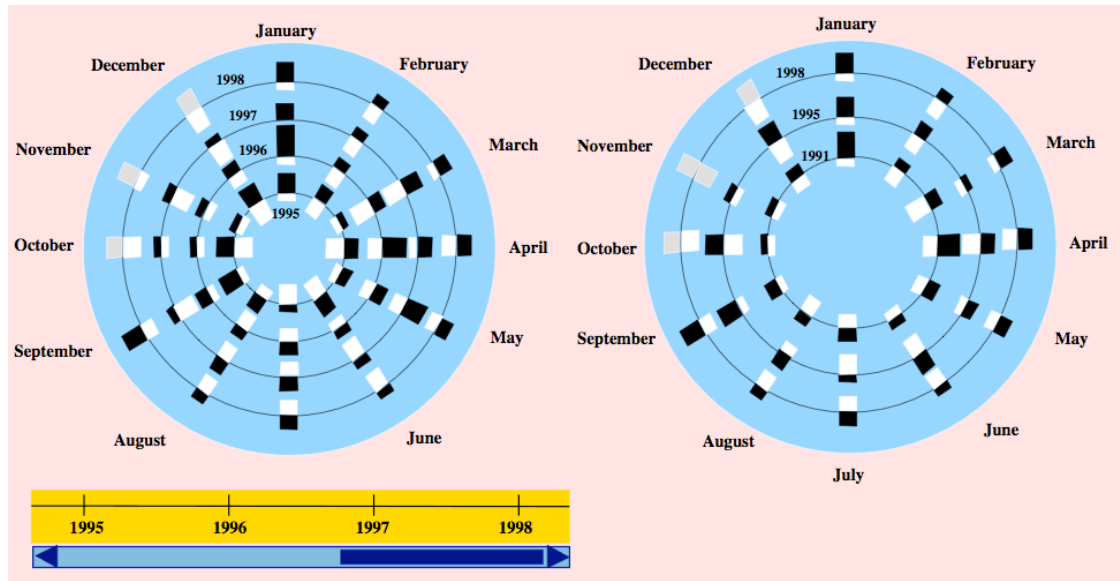 January
February
March
April
May
June
August
September
October
November
December
1998
1997
1996
1995
January
February
March
April
May
June
July
August
September
October
November
December
1998
1995
1991
1995 1996 1997 1998